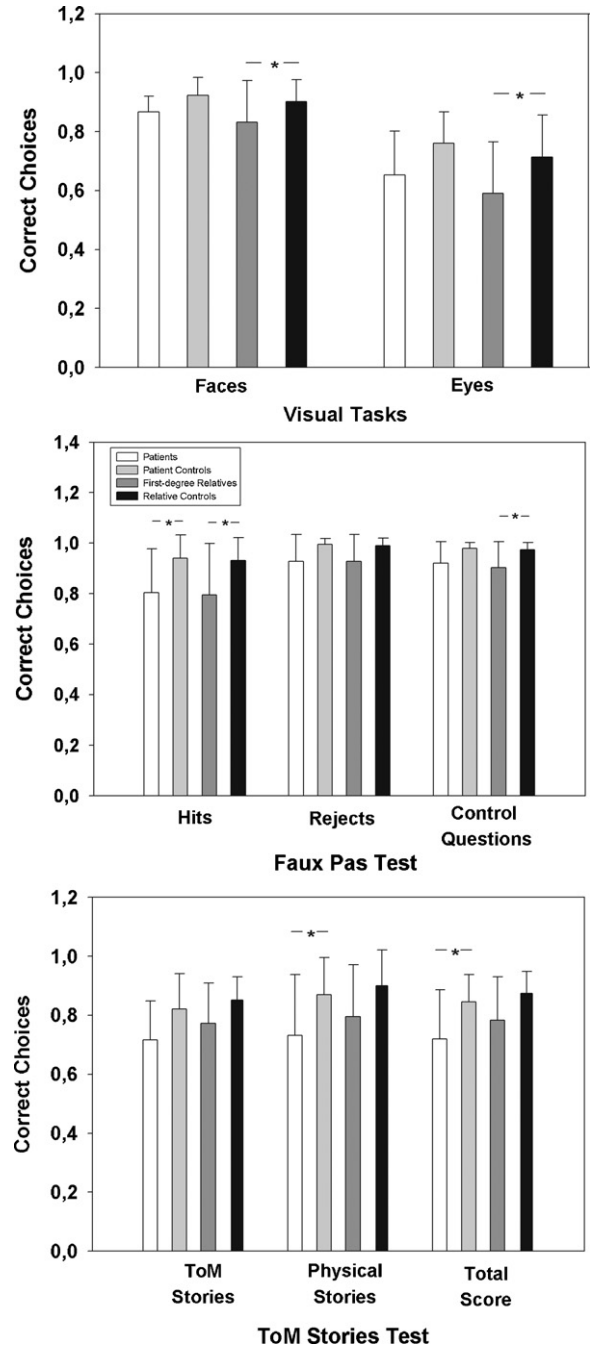 1,2
1,0
0,8
0,6
0,4
0,2
0,0
Correct Choices
*
*
Faces
Eyes
Visual Tasks
1,4
1,2
1,0
0,8
0,6
0,4
0,2
0,0
Correct Choices
Patients
Patient Controls
First-degree Relatives
Relative Controls
*
*
*
Hits
Rejects
Control
Questions
Faux Pas Test
1,2
1,0
0,8
0,6
0,4
0,2
0,0
Correct Choices
*
*
ToM
Stories
Physical
Stories
Total
Score
ToM Stories Test